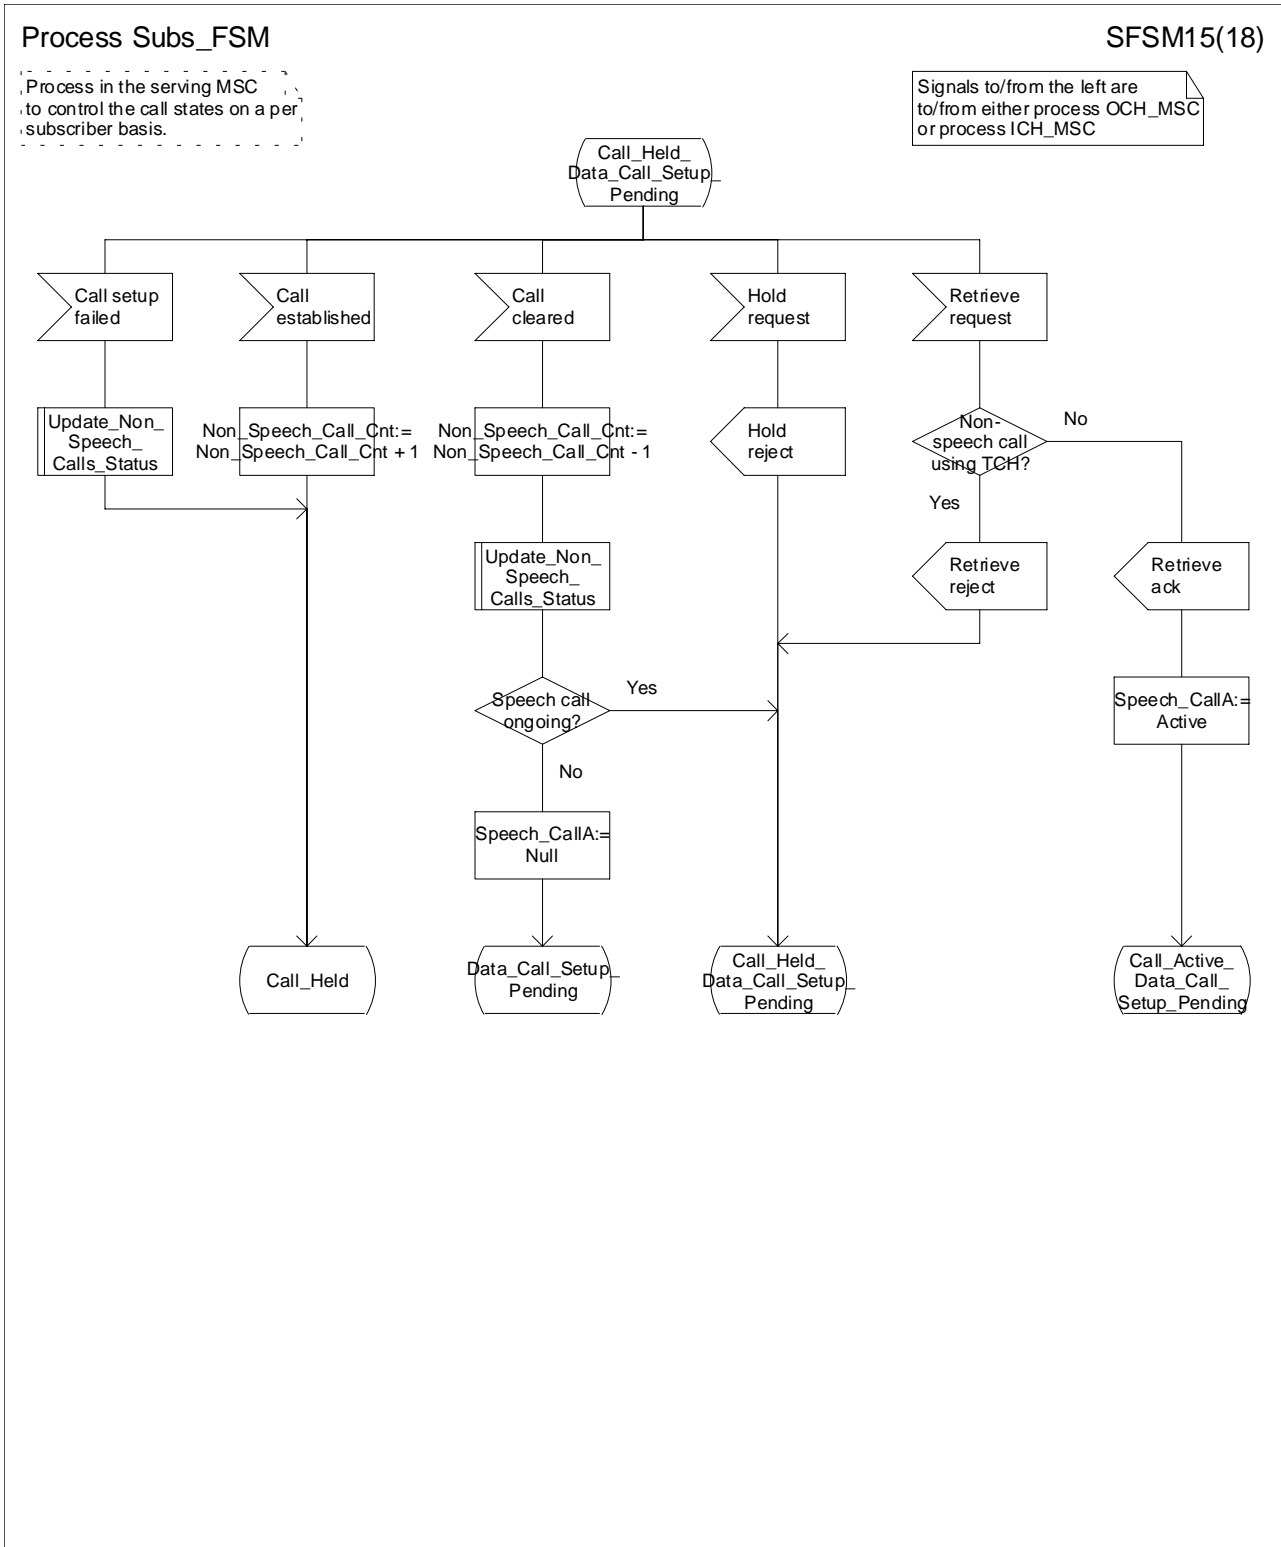 Process Subs_FSM
SFSM15(18)
Process in the serving MSC
to control the call states on a per
subscriber basis.
Signals to/from the left are
to/from either process OCH_MSC
or process ICH_MSC
Call_Held_
Data_Call_Setup_
Pending
Call setup
failed
Call
established
Call
cleared
Hold
request
Retrieve
request
Update_Non_
Speech_
Calls_Status
Non_Speech_Call_Cnt:=
Non_Speech_Call_Cnt + 1
Non_Speech_Call_Cnt:=
Non_Speech_Call_Cnt - 1
Hold
reject
Non-
speech call
using TCH?
No
Yes
Update_Non_
Speech_
Calls_Status
Retrieve
reject
Retrieve
ack
Speech call
ongoing?
Yes
No
Speech_CallA:=
Active
Speech_CallA:=
Null
Call_Held
Data_Call_Setup_
Pending
Call_Held_
Data_Call_Setup_
Pending
Call_Active_
Data_Call_
Setup_Pending